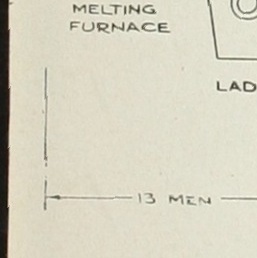 MELTING
FURNACE
LAD
13 MEN